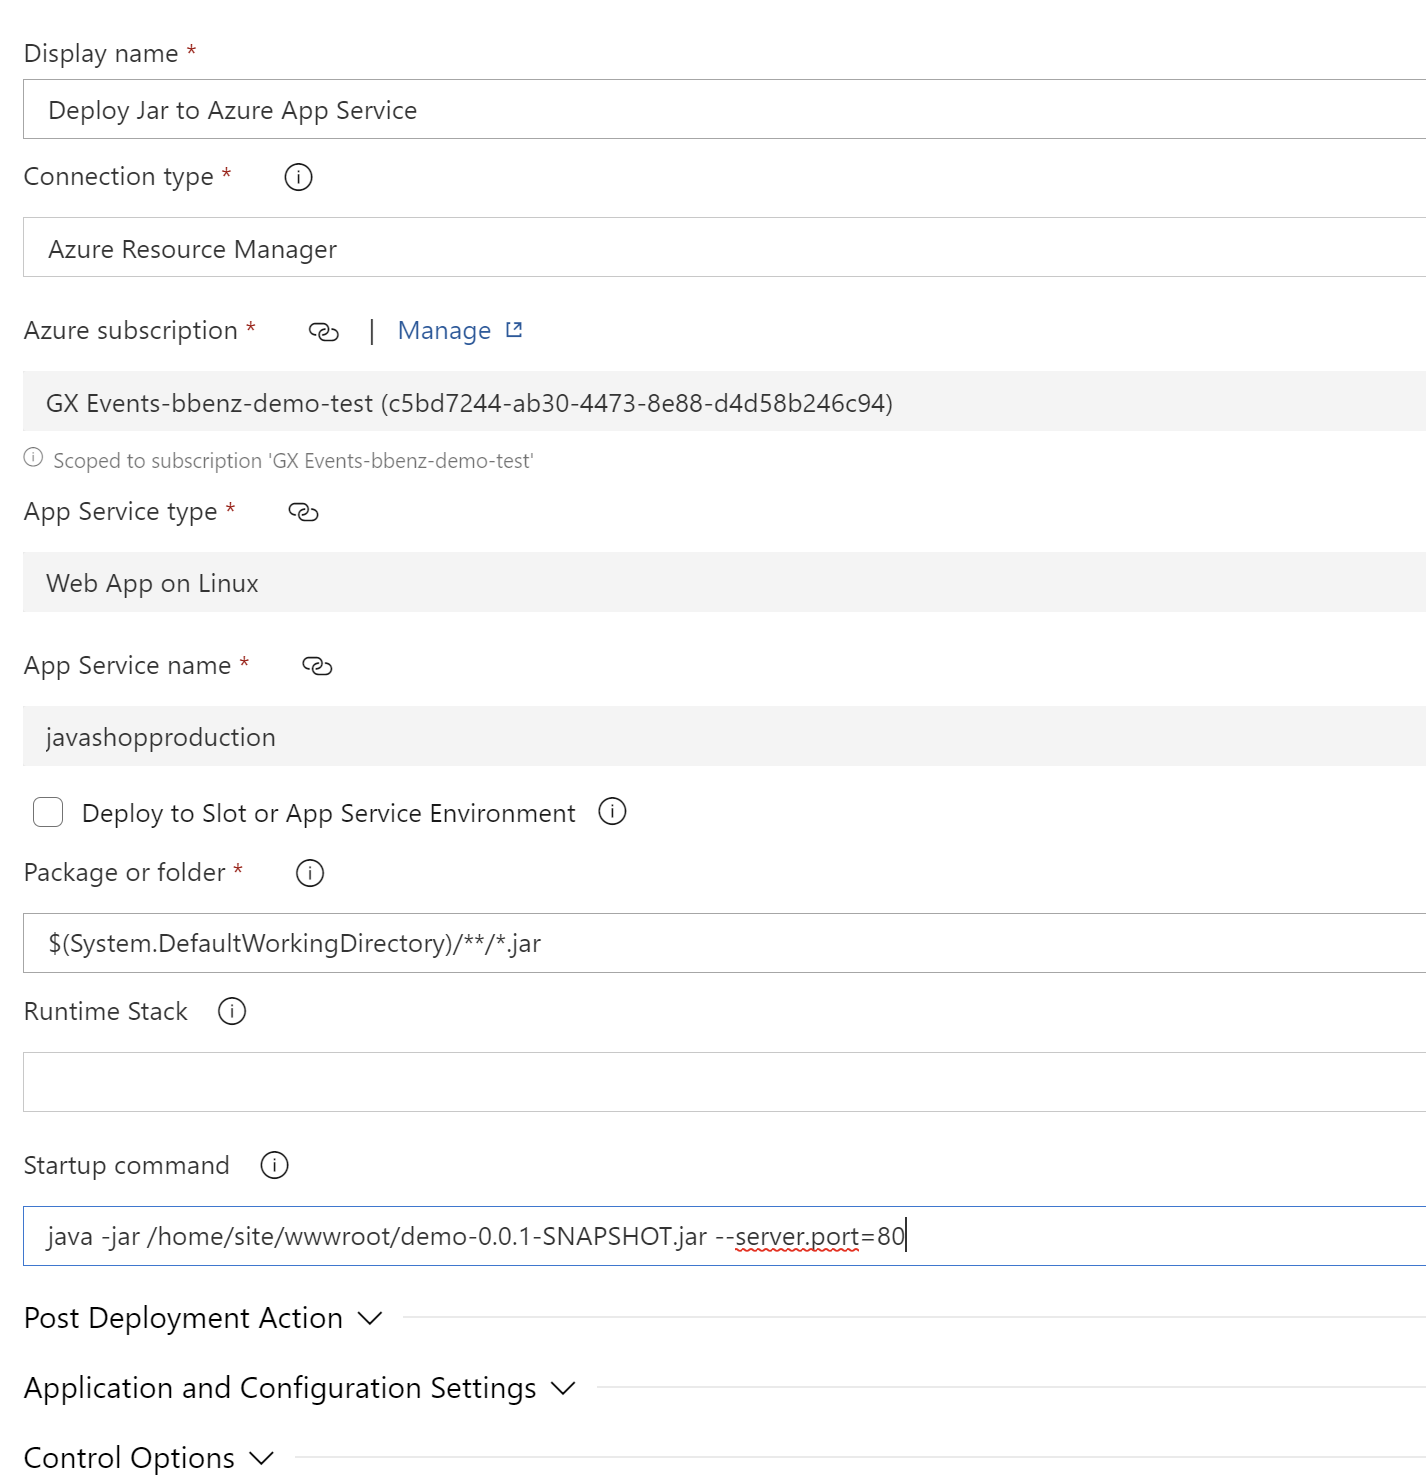 Display name *
Deploy Jar to Azure App Service
Connection type *
Azure Resource Manager
Azure subscription * | Manage
GX Events-bbenz-demo-test (c5bd7244-ab30-4473-8e88-d4d58b246c94)
Scoped to subscription 'GX Events-bbenz-demo-test'
App Service type *
Web App on Linux
App Service name *
javashopproduction
Deploy to Slot or App Service Environment
Package or folder *
$(System.DefaultWorkingDirectory)/**/*.jar
Runtime Stack
Startup command
java -jar /home/site/wwwroot/demo-0.0.1-SNAPSHOT.jar --server.port=80
Post Deployment Action
Application and Configuration Settings
Control Options